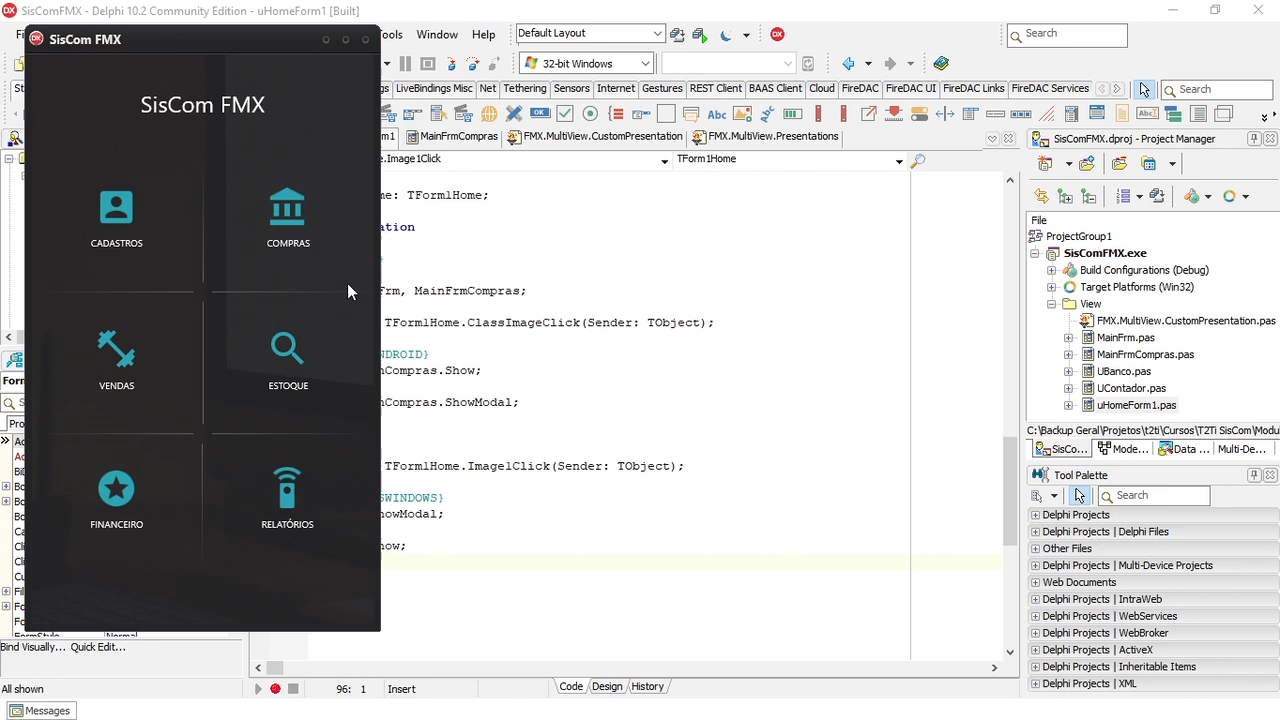 SisComFMX - Delphi 10.2 Community Edition - uHomeForm1 [Built]
SisCom FMX
Window
Help
Default Layout
Search
32-bit Windows
LiveBindings Misc
Net
Tethering
Sensors
Internet
Gestures
REST Client
BAAS Client
Cloud
FireDAC
FireDAC UI
FireDAC Links
FireDAC Service
Search
Abc
MainFrmCompras
FMX.MultiView.CustomPresentation
FMX.MultiView.Presentations
SisComFMX.dproj - Project Manager
e.Image1Click
TForm1Home
SisCom FMX
CADASTROS
COMPRAS
VENDAS
ESTOQUE
FINANCEIRO
RELATÓRIOS
me: TForm1Home;
ation
Frm, MainFrmCompras;
TForm1Home.ClassImageClick(Sender: TObject);
NDROID}
mCompras.Show;
mCompras.ShowModal;
TForm1Home.Image1Click(Sender: TObject);
SWINDOWS}
howModal;
how;
File
ProjectGroup1
SisComFMX.exe
Build Configurations (Debug)
Target Platforms (Win32)
View
FMX.MultiView.CustomPresentation.pas
MainFrm.pas
MainFrmCompras.pas
UBanco.pas
UContador.pas
uHomeForm1.pas
C:\Backup Geral\Projetos\t2ti\Cursos\T2Ti SisCom\Modu
SisCo...
Mode...
Data ...
Multi-De...
Tool Palette
Search
Delphi Projects
Delphi Projects | Delphi Files
Other Files
Delphi Projects | Multi-Device Projects
Web Documents
Delphi Projects | IntraWeb
Delphi Projects | WebServices
Delphi Projects | WebBroker
Delphi Projects | ActiveX
Delphi Projects | Inheritable Items
Delphi Projects | XML
Bind Visually... Quick Edit...
All shown
96: 1
Insert
Code
Design
History
Messages